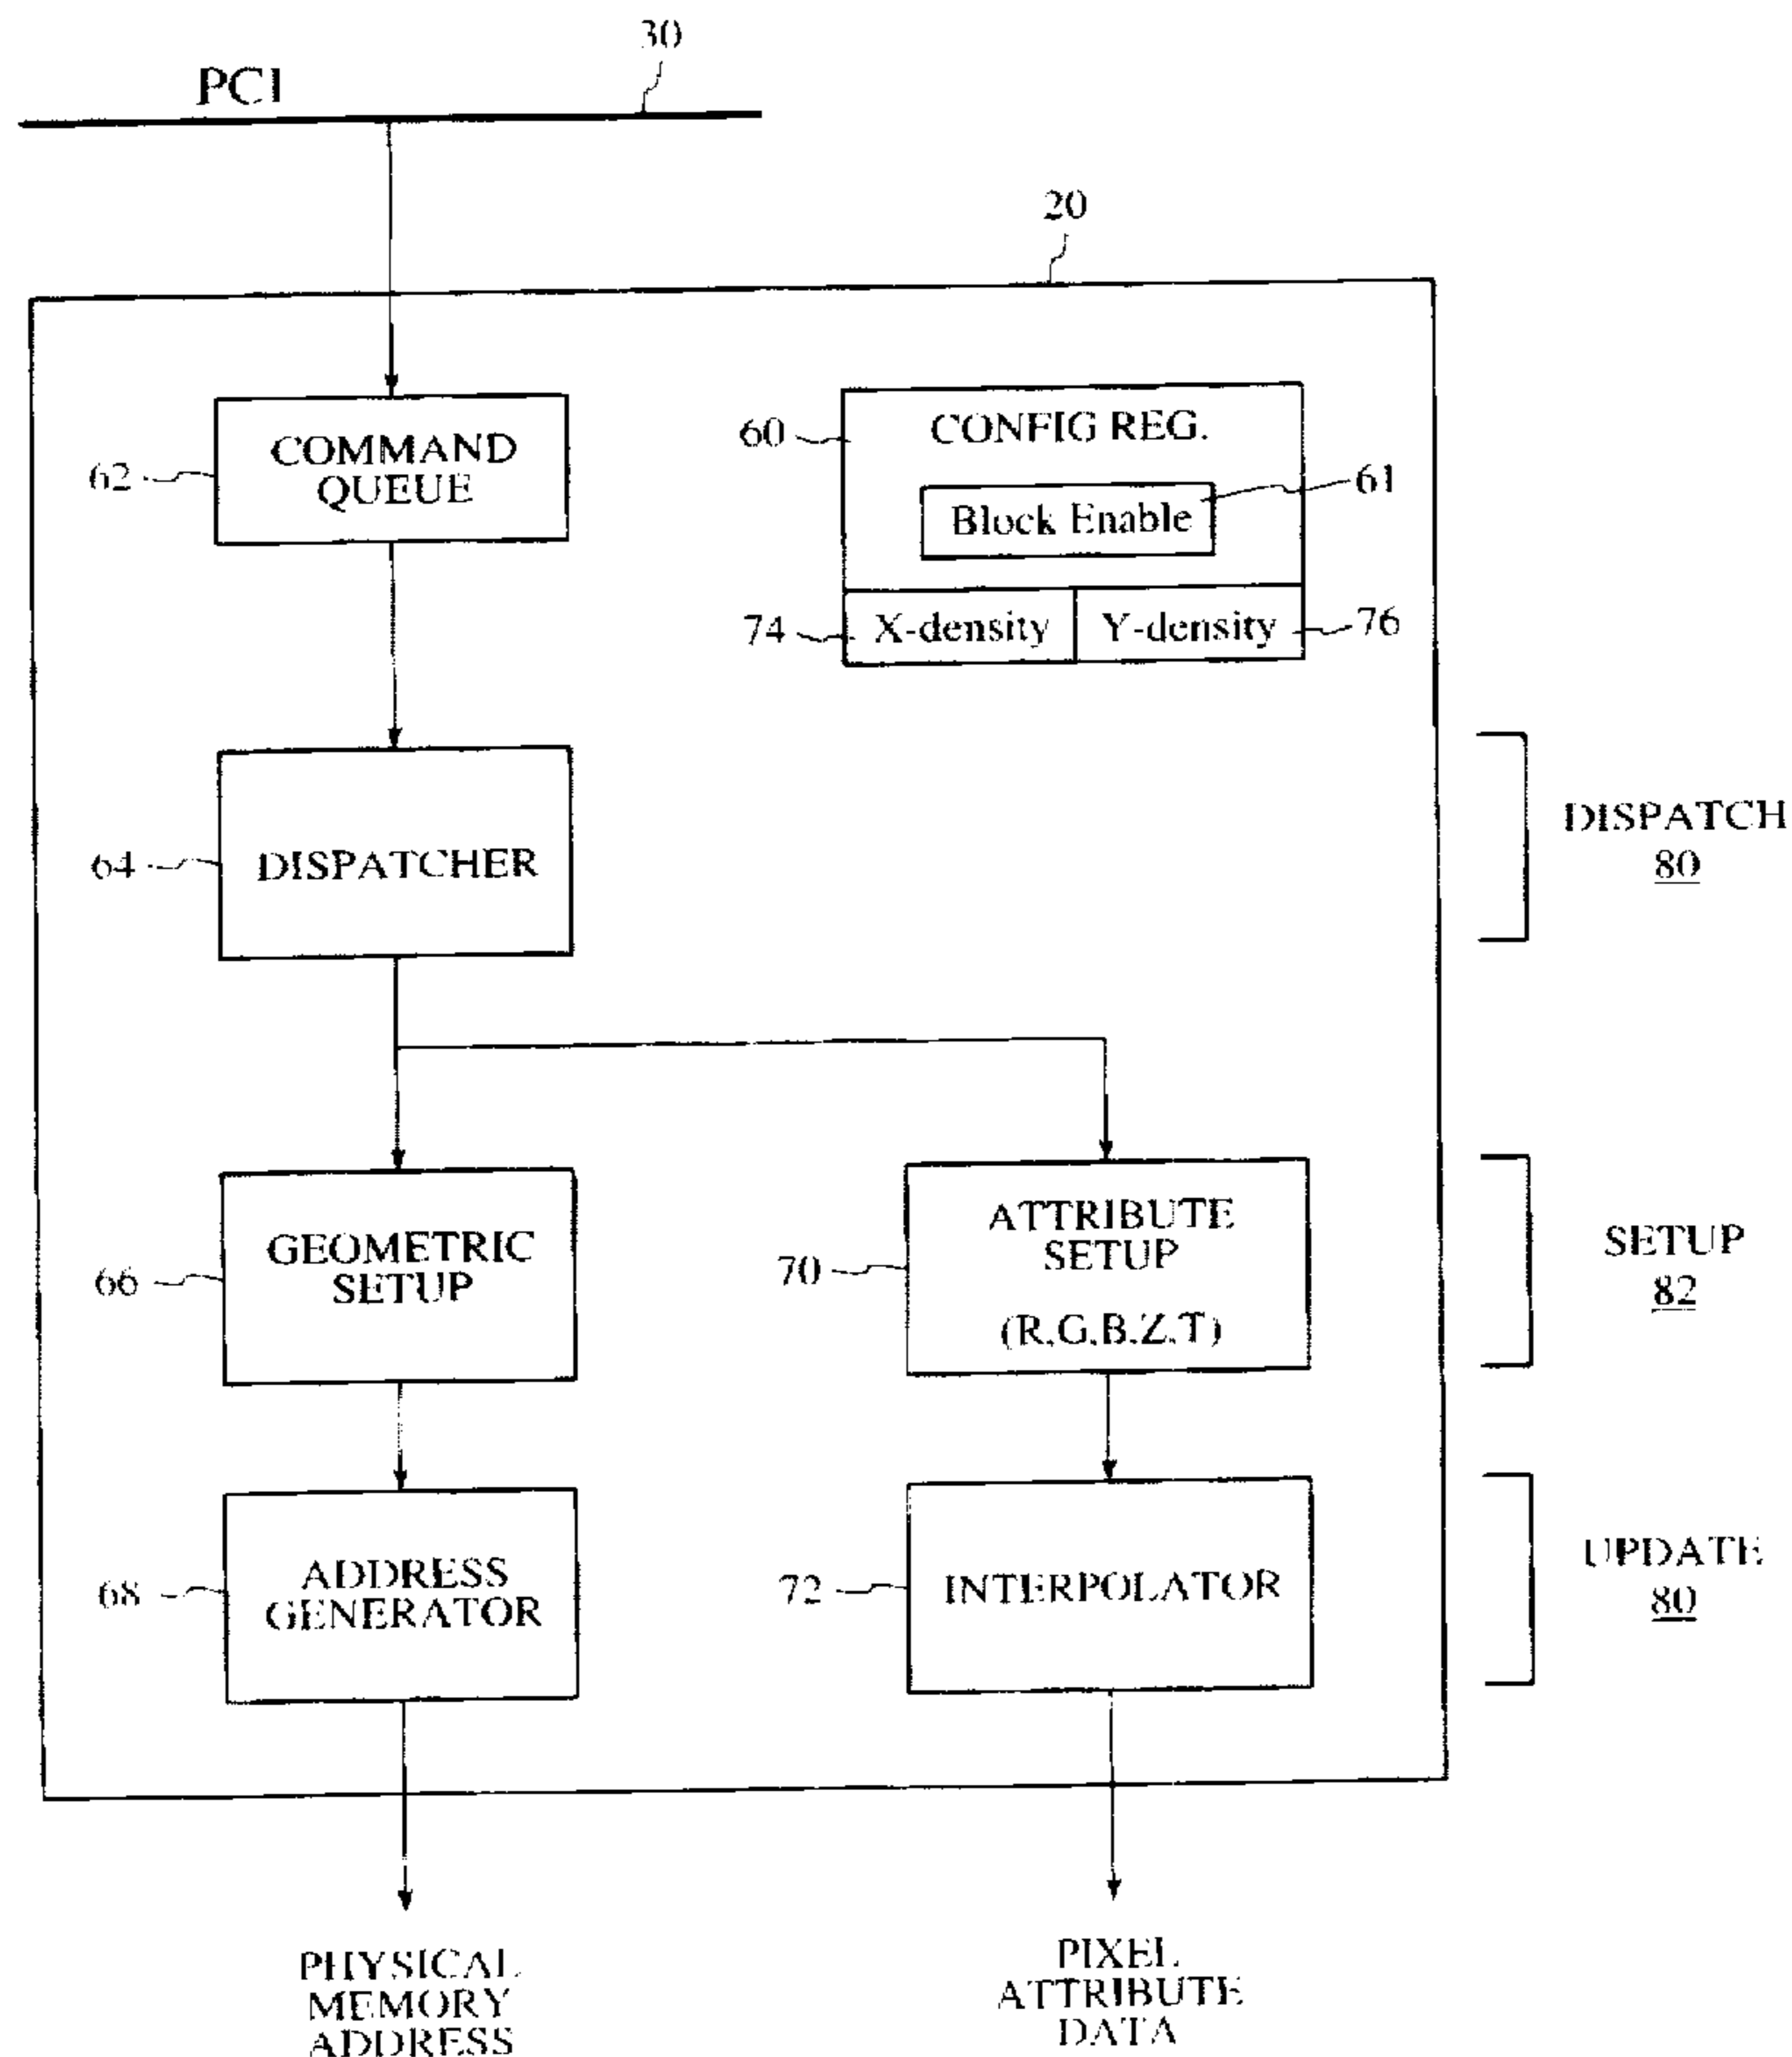 30
PCI
20
COMMAND
QUEUE
62
60
CONFIG REG.
61
Block Enable
74
X-density
Y-density
76
DISPATCHER
64
DISPATCH
80
GEOMETRIC
SETUP
66
ATTRIBUTE
SETUP
(R,G,B,Z,T)
70
SETUP
82
ADDRESS
GENERATOR
68
INTERPOLATOR
72
UPDATE
80
PHYSICAL
MEMORY
ADDRESS
PIXEL
ATTRIBUTE
DATA